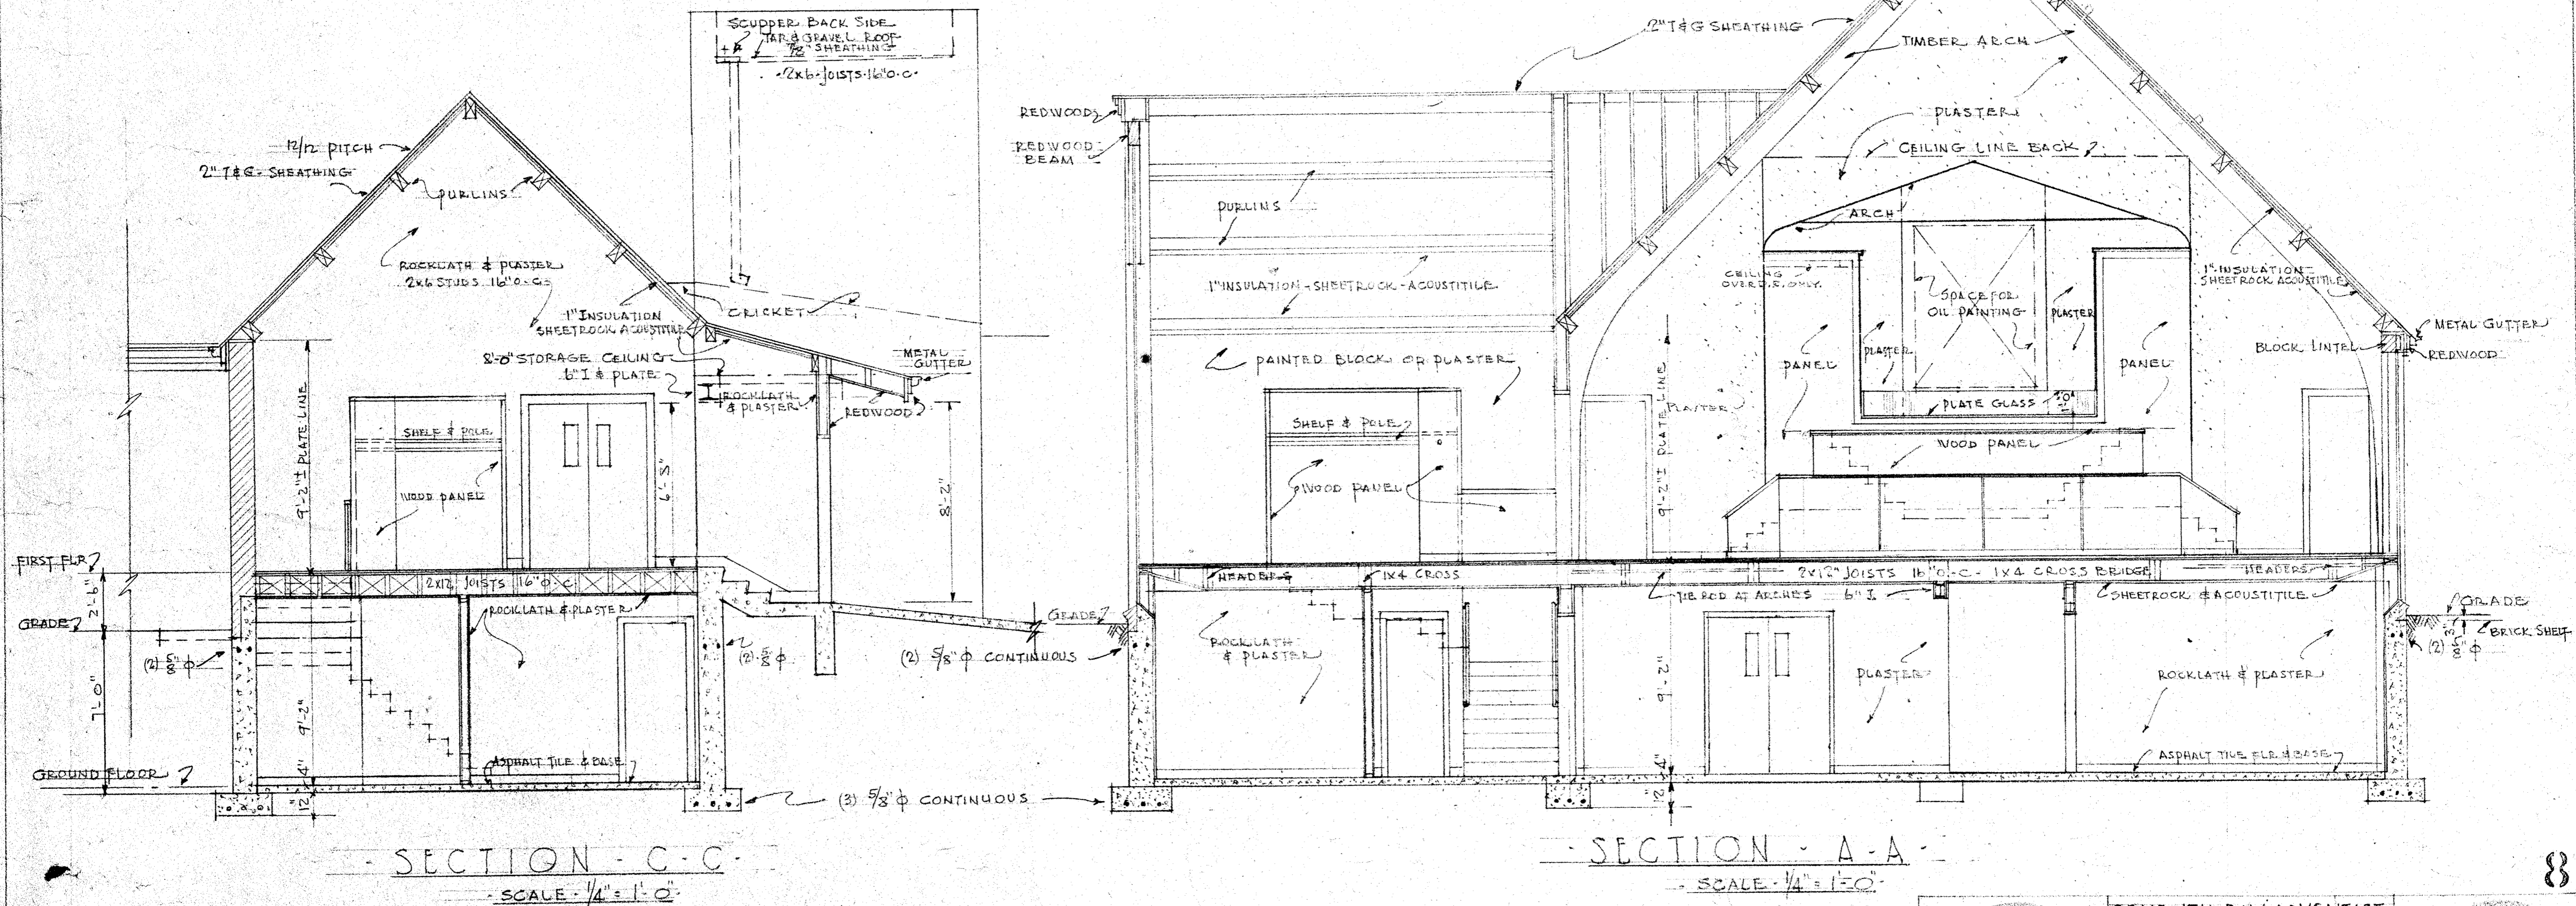 SCUPPER BACK SIDE
TAR & GRAVEL ROOF
7/8" SHEATHING
2x6 JOISTS 16" O.C.
12/12 PITCH
2" T & G SHEATHING
PURLINS
ROCKLATH & PLASTER
2x6 STUDS 16" O.C.
1" INSULATION
SHEETROCK ACOUSTITILE
CRICKET
8'-0" STORAGE CEILING
6" I & PLATE
METAL
GUTTER
ROCKLATH
& PLASTER
REDWOOD
9'-2" ± PLATE LINE
SHELF & POLE
WOOD PANEL
6'-5"
8'-2"
FIRST FLR
2'-6"
2x12 JOISTS 16" O.C.
GRADE
(2) 5/8" φ
ROCKLATH & PLASTER
(2) 5/8 φ
7'-0"
9'-2"
ASPHALT TILE & BASE
GROUND FLOOR
4"
12"
(3) 5/8" φ CONTINUOUS
SECTION - C-C
SCALE - 1/4" = 1'-0"
2" T & G SHEATHING
TIMBER ARCH
REDWOOD
REDWOOD
BEAM
PLASTER
CEILING LINE BACK
PURLINS
ARCH
1" INSULATION - SHEETROCK - ACOUSTITILE
CEILING
OVER D.R. ONLY
SPACE FOR
OIL PAINTING
PLASTER
1" INSULATION
SHEETROCK ACOUSTITILE
METAL GUTTER
BLOCK LINTEL
REDWOOD
PAINTED BLOCK OR PLASTER
PANEL
PLASTER
PANEL
PLATE GLASS
PLASTER
9'-2" ± PLATE LINE
SHELF & POLE
WOOD PANEL
WOOD PANEL
HEADERS
1x4 CROSS
2x12" JOISTS 16" O.C. - 1x4 CROSS BRIDGE
HEADERS
TIE ROD AT ARCHES
6" I
SHEETROCK & ACOUSTITILE
GRADE
GRADE
BRICK SHELF
(2) 5/8" φ
(2) 5/8" φ CONTINUOUS
ROCKLATH
& PLASTER
9'-2"
PLASTER
ROCKLATH & PLASTER
ASPHALT TILE FLR. & BASE
4"
12"
SECTION - A-A
SCALE - 1/4" = 1'-0"
8